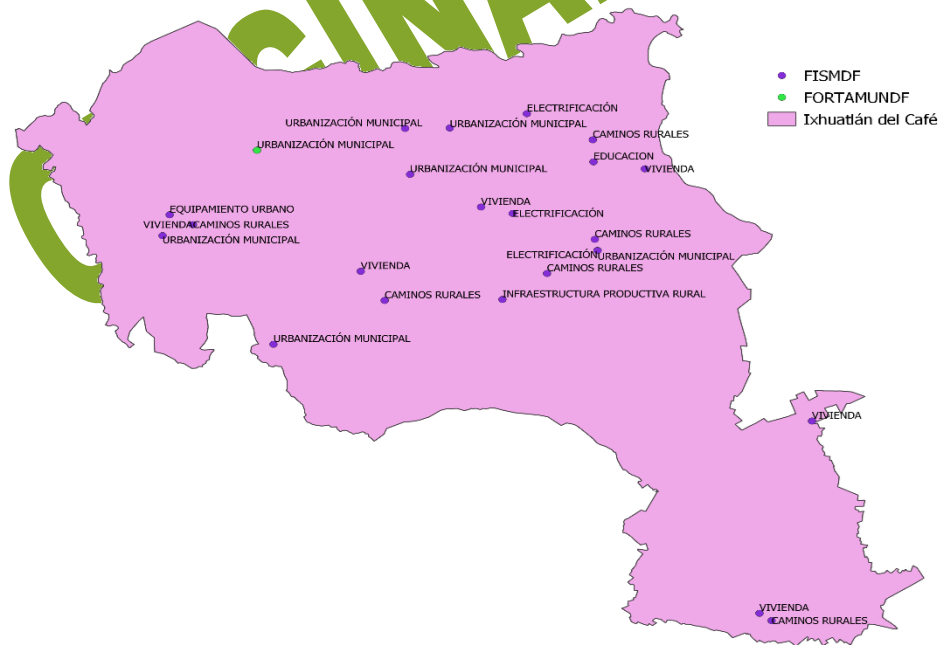 FISMDF
FORTAMUNDF
Ixhuatlán del Café
ELECTRIFICACIÓN
URBANIZACIÓN MUNICIPAL
URBANIZACIÓN MUNICIPAL
CAMINOS RURALES
URBANIZACIÓN MUNICIPAL
EDUCACION
URBANIZACIÓN MUNICIPAL
VIVIENDA
VIVIENDA
EQUIPAMIENTO URBANO
ELECTRIFICACIÓN
VIVIENDA
CAMINOS RURALES
URBANIZACIÓN MUNICIPAL
CAMINOS RURALES
ELECTRIFICACIÓN
URBANIZACIÓN MUNICIPAL
VIVIENDA
CAMINOS RURALES
CAMINOS RURALES
INFRAESTRUCTURA PRODUCTIVA RURAL
URBANIZACIÓN MUNICIPAL
VIVIENDA
VIVIENDA
CAMINOS RURALES